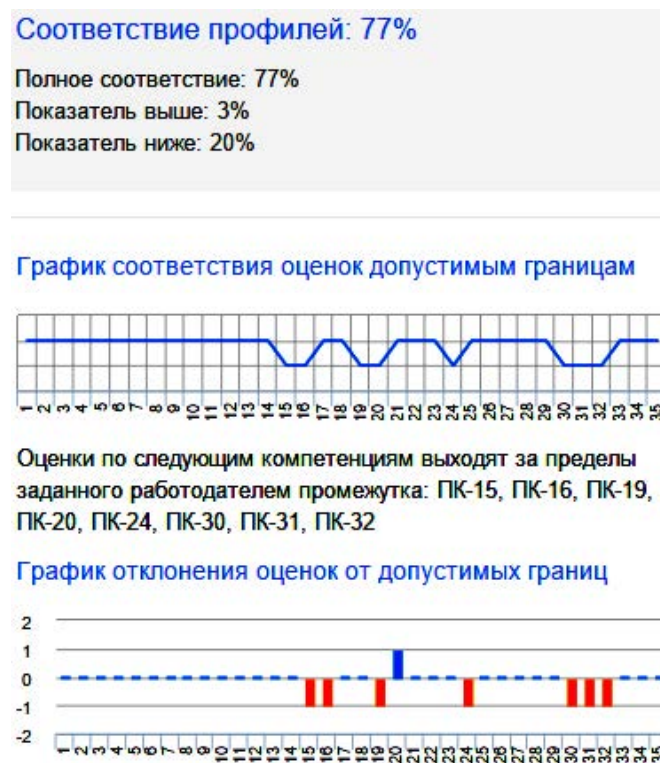 Соответствие профилей: 77%
Полное соответствие: 77%
Показатель выше: 3%
Показатель ниже: 20%
График соответствия оценок допустимым границам
1 2 3 4 5 6 7 8 9 10 11 12 13 14 15 16 17 18 19 20 21 22 23 24 25 26 27 28 29 30 31 32 33 34 35
Оценки по следующим компетенциям выходят за пределы
заданного работодателем промежутка: ПК-15, ПК-16, ПК-19,
ПК-20, ПК-24, ПК-30, ПК-31, ПК-32
График отклонения оценок от допустимых границ
2
1
0
-1
-2
1 2 3 4 5 6 7 8 9 10 11 12 13 14 15 16 17 18 19 20 21 22 23 24 25 26 27 28 29 30 31 32 33 34 35